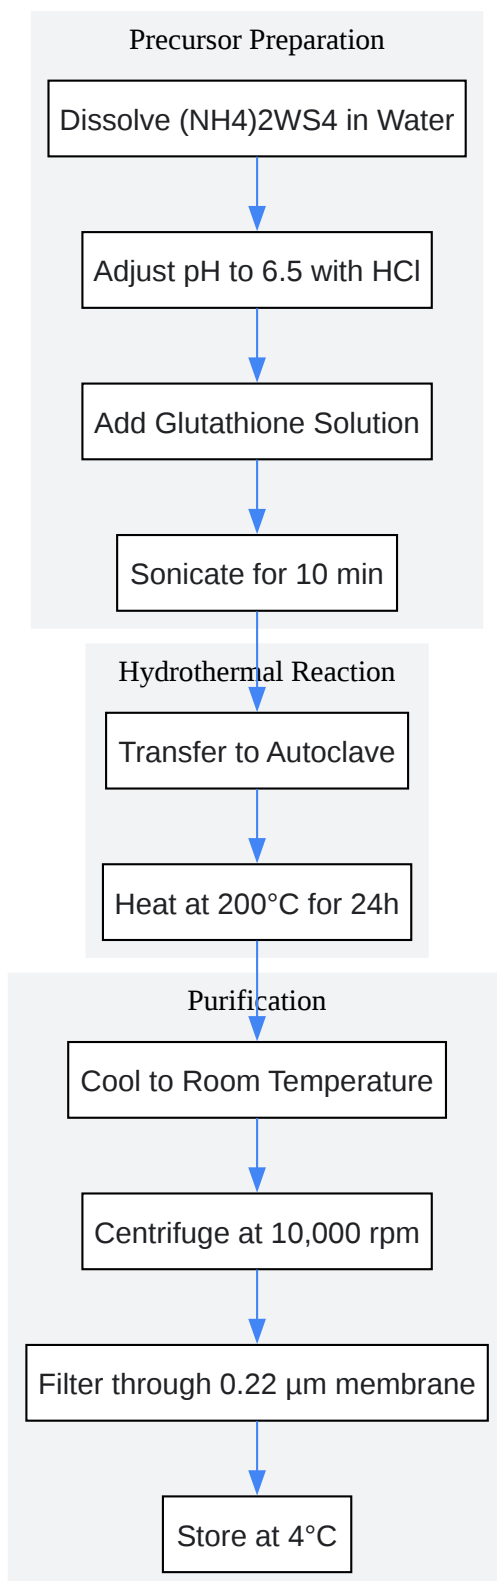 Precursor Preparation
Dissolve (NH4)2WS4 in Water
Adjust pH to 6.5 with HCl
Add Glutathione Solution
Sonicate for 10 min
Hydrothermal Reaction
Transfer to Autoclave
Heat at 200°C for 24h
Purification
Cool to Room Temperature
Centrifuge at 10,000 rpm
Filter through 0.22 µm membrane
Store at 4°C